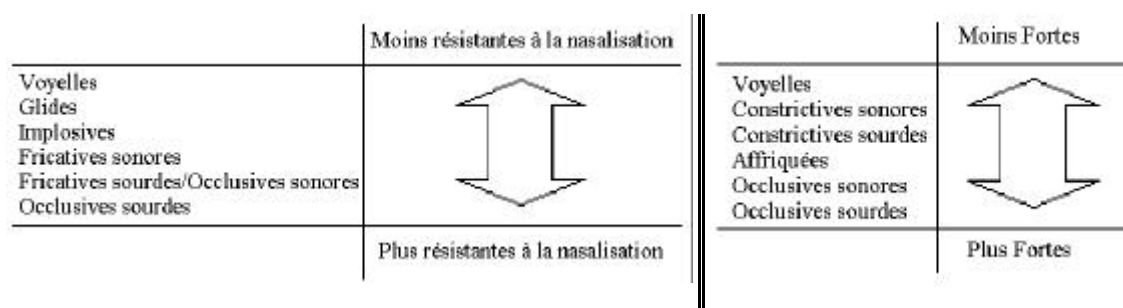 Moins résistantes à la nasalisation
Voyelles
Glides
Implosives
Fricatives sonores
Fricatives sourdes/Occlusives sonores
Occlusives sourdes
Plus résistantes à la nasalisation
Moins Fortes
Voyelles
Constrictives sonores
Constrictives sourdes
Affriquées
Occlusives sonores
Occlusives sourdes
Plus Fortes